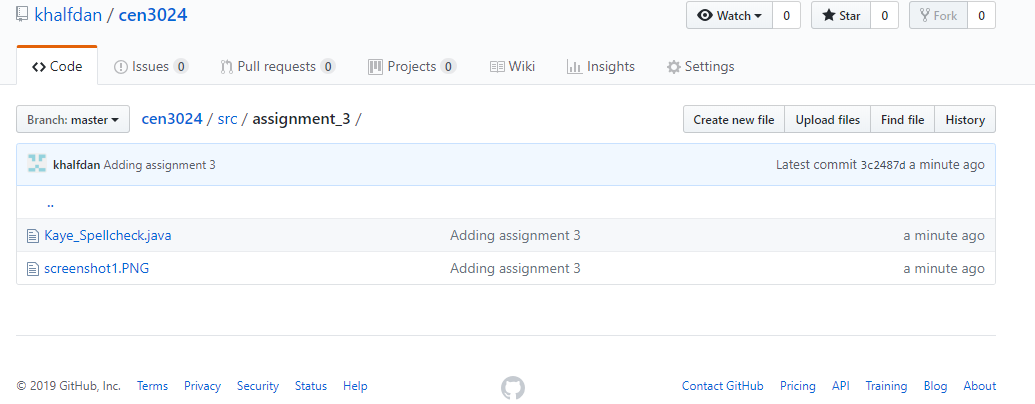 khalfdan / cen3024 Watch 0 Star 0 Fork 0
Code Issues 0 Pull requests 0 Projects 0 Wiki Insights Settings
Branch: master cen3024 / src / assignment_3 / Create new file Upload files Find file History
khalfdan Adding assignment 3 Latest commit 3c2487d a minute ago
..
Kaye_Spellcheck.java Adding assignment 3 a minute ago
screenshot1.PNG Adding assignment 3 a minute ago
© 2019 GitHub, Inc. Terms Privacy Security Status Help Contact GitHub Pricing API Training Blog About